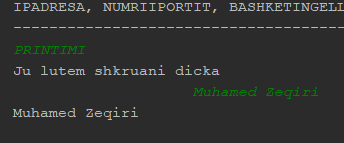 IPADRESA, NUMRIIPORTIT, BASHKETINGELL
--------------------------------------
PRINTIMI
Ju lutem shkruani dicka
Muhamed Zeqiri
Muhamed Zeqiri